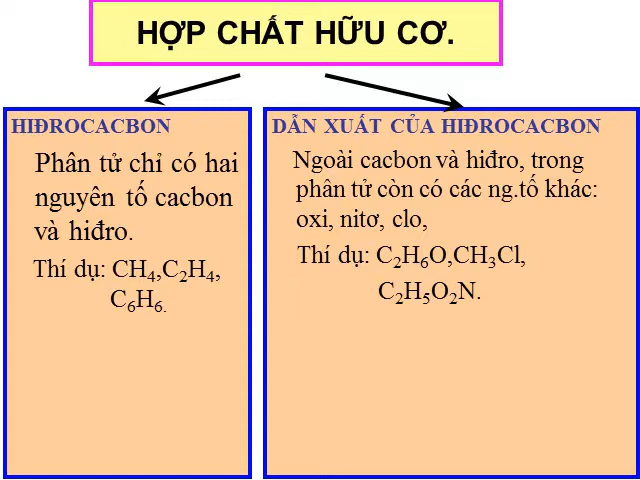 HỢP CHẤT HỮU CƠ.
HIĐROCACBON
Phân tử chỉ có hai
nguyên tố cacbon
và hiđro.
Thí dụ: CH₄,C₂H₄,
C₆H₆.
DẪN XUẤT CỦA HIĐROCACBON
Ngoài cacbon và hiđro, trong
phân tử còn có các ng.tố khác:
oxi, nitơ, clo,
Thí dụ: C₂H₆O,CH₃Cl,
C₂H₅O₂N.